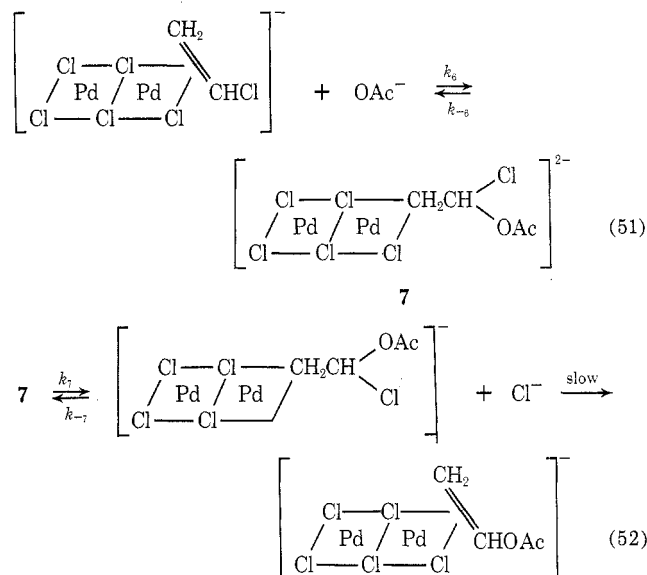 [ Cl Cl CH₂ ]⁻
Pd Pd CHCl + OAc⁻ k₆ ⇌ k₋₆
Cl Cl Cl
[ Cl Cl CH₂CH Cl ]²⁻
Pd Pd OAc (51)
Cl Cl Cl
7
7 k₇ ⇌ k₋₇ [ Cl Cl CH₂CH OAc ]⁻
Pd Pd Cl + Cl⁻ slow →
Cl Cl
[ Cl Cl CH₂ ]⁻
Pd Pd CHOAc (52)
Cl Cl Cl